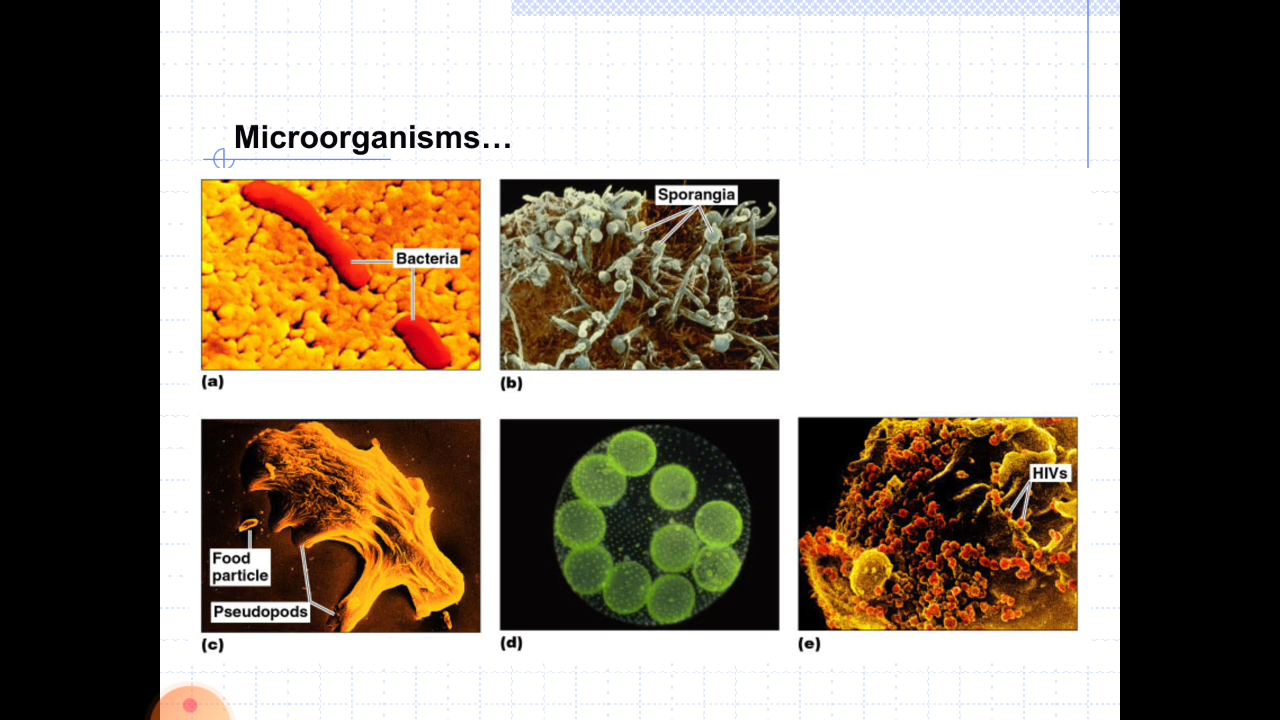 Microorganisms…
Bacteria
(a)
Sporangia
(b)
Food
particle
Pseudopods
(c)
(d)
HIVs
(e)